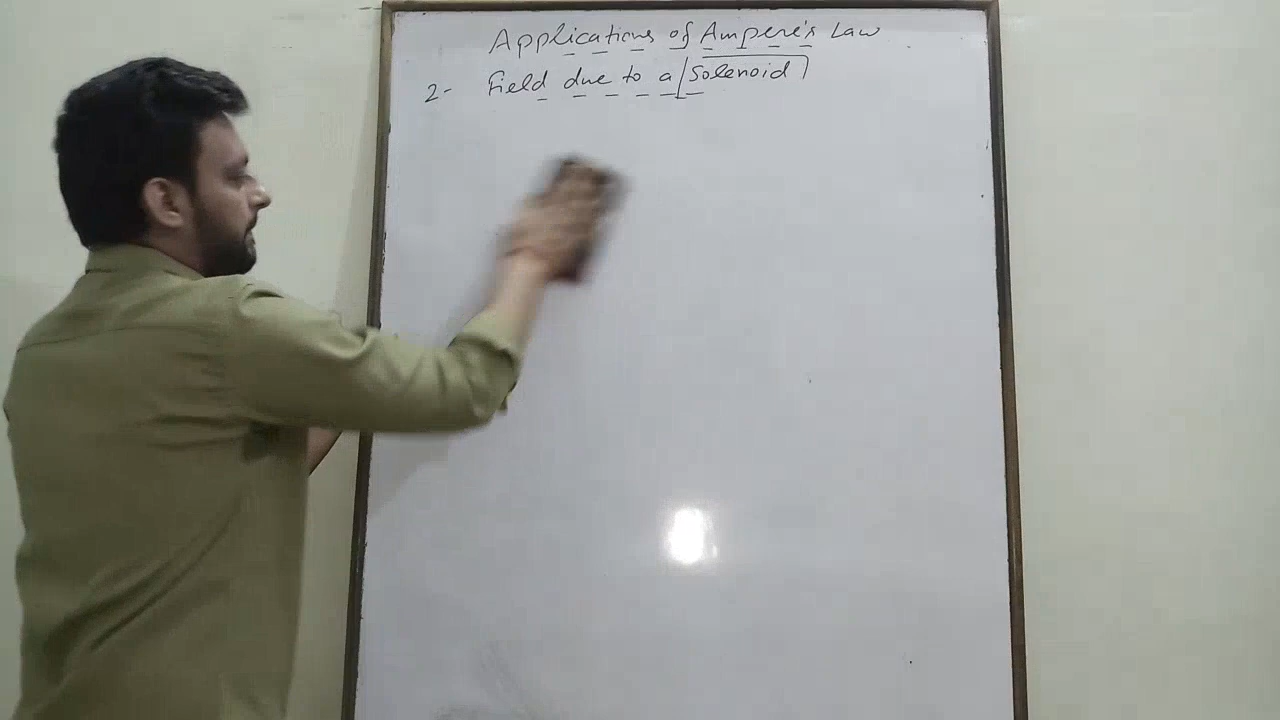 Applications of Ampere's Law
2- Field due to a Solenoid